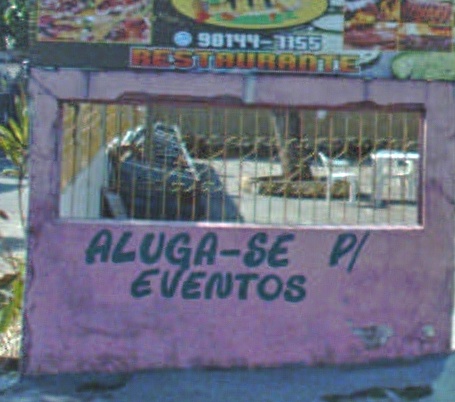 98144-3155
RESTAURANTE
ALUGA-SE P/
EVENTOS